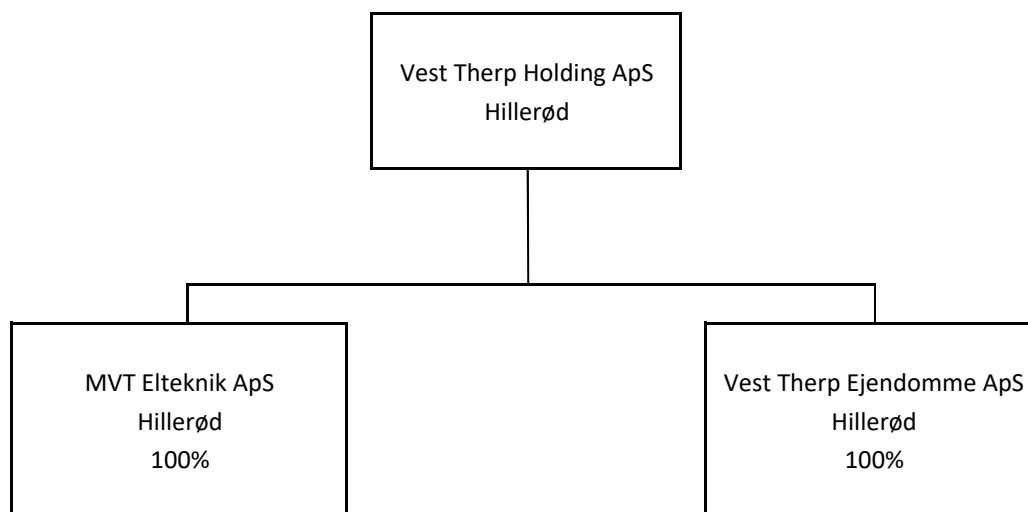 Vest Therp Holding ApS
Hillerød
MVT Elteknik ApS
Hillerød
100%
Vest Therp Ejendomme ApS
Hillerød
100%